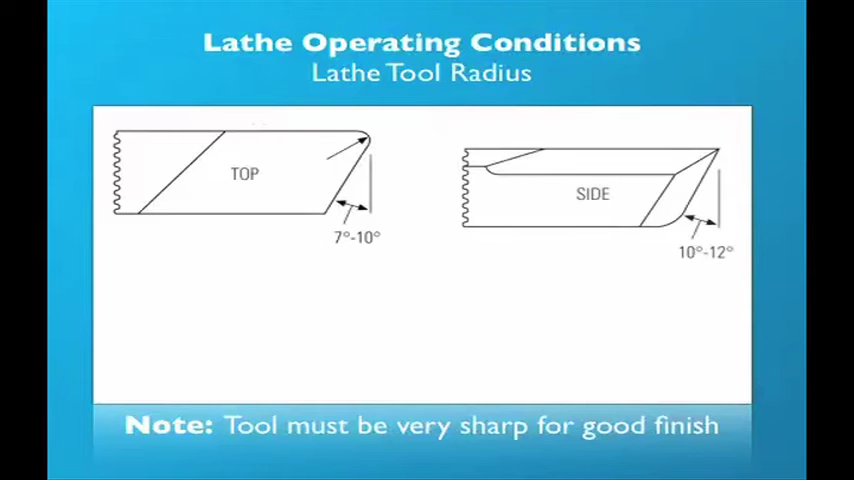 Lathe Operating Conditions
Lathe Tool Radius
TOP
SIDE
7°-10°
10°-12°
Note: Tool must be very sharp for good finish